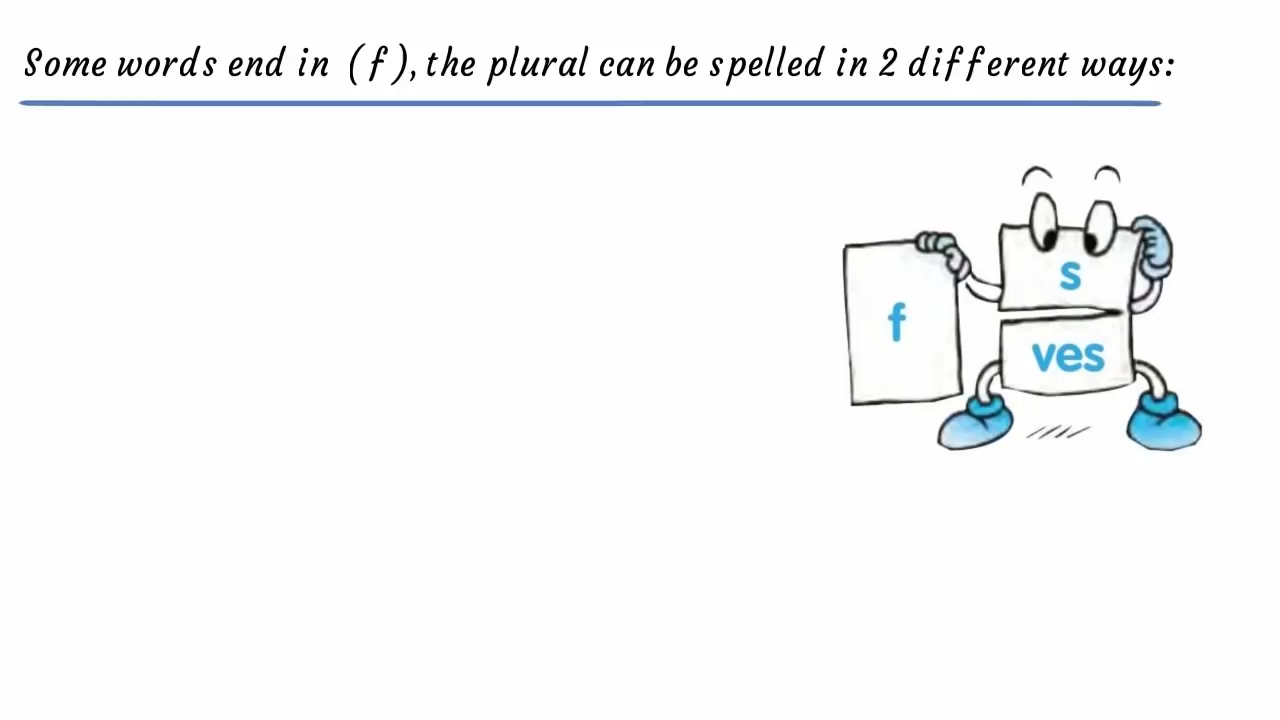 Some words end in (f), the plural can be spelled in 2 different ways:
s
f
ves